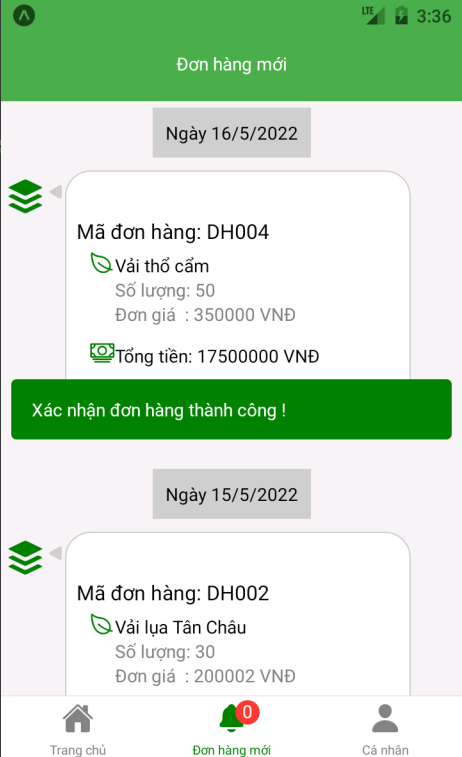 LTE 3:36
Đơn hàng mới
Ngày 16/5/2022
Mã đơn hàng: DH004
Vải thổ cẩm
Số lượng: 50
Đơn giá : 350000 VNĐ
Tổng tiền: 17500000 VNĐ
Xác nhận đơn hàng thành công !
Ngày 15/5/2022
Mã đơn hàng: DH002
Vải lụa Tân Châu
Số lượng: 30
Đơn giá : 200002 VNĐ
0
Trang chủ Đơn hàng mới Cá nhân